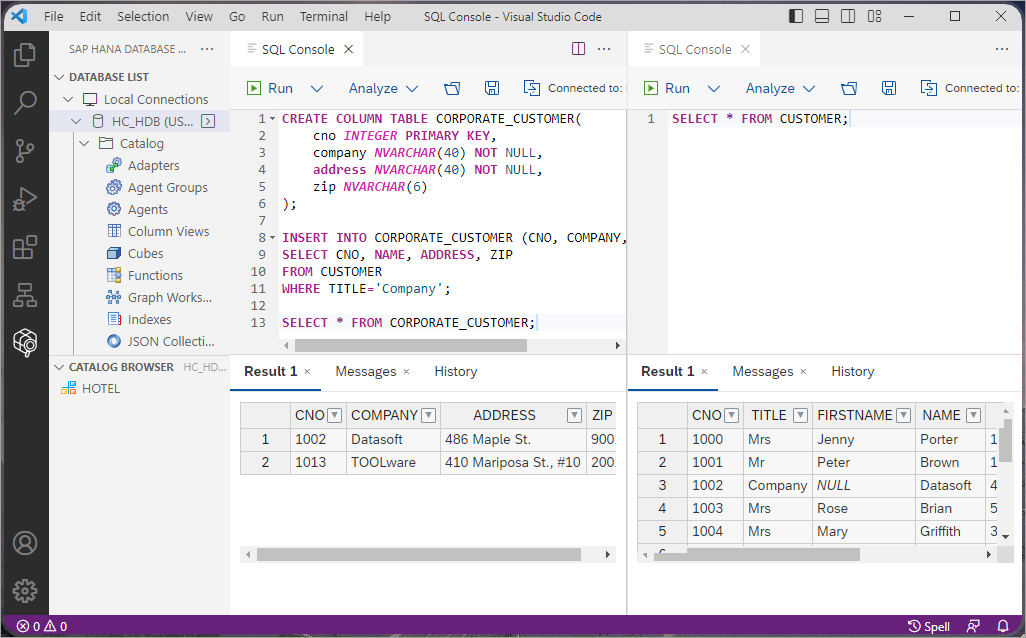 File Edit Selection View Go Run Terminal Help SQL Console - Visual Studio Code
SAP HANA DATABASE ... ···
DATABASE LIST
Local Connections
HC_HDB (US...
Catalog
Adapters
Agent Groups
Agents
Column Views
Cubes
Functions
Graph Works...
Indexes
JSON Collecti...
CATALOG BROWSER HC_HD...
HOTEL
SQL Console
Run Analyze Connected to:
1 CREATE COLUMN TABLE CORPORATE_CUSTOMER(
2 cno INTEGER PRIMARY KEY,
3 company NVARCHAR(40) NOT NULL,
4 address NVARCHAR(40) NOT NULL,
5 zip NVARCHAR(6)
6 );
7
8 INSERT INTO CORPORATE_CUSTOMER (CNO, COMPANY,
9 SELECT CNO, NAME, ADDRESS, ZIP
10 FROM CUSTOMER
11 WHERE TITLE='Company';
12
13 SELECT * FROM CORPORATE_CUSTOMER;
Result 1 × Messages × History
CNO COMPANY ADDRESS ZIP
1 1002 Datasoft 486 Maple St. 900
2 1013 TOOLware 410 Mariposa St., #10 200
SQL Console
Run Analyze Connected to:
1 SELECT * FROM CUSTOMER;
Result 1 × Messages × History
CNO TITLE FIRSTNAME NAME
1 1000 Mrs Jenny Porter 1
2 1001 Mr Peter Brown 1
3 1002 Company NULL Datasoft 4
4 1003 Mrs Rose Brian 5
5 1004 Mrs Mary Griffith 3
0 0 Spell